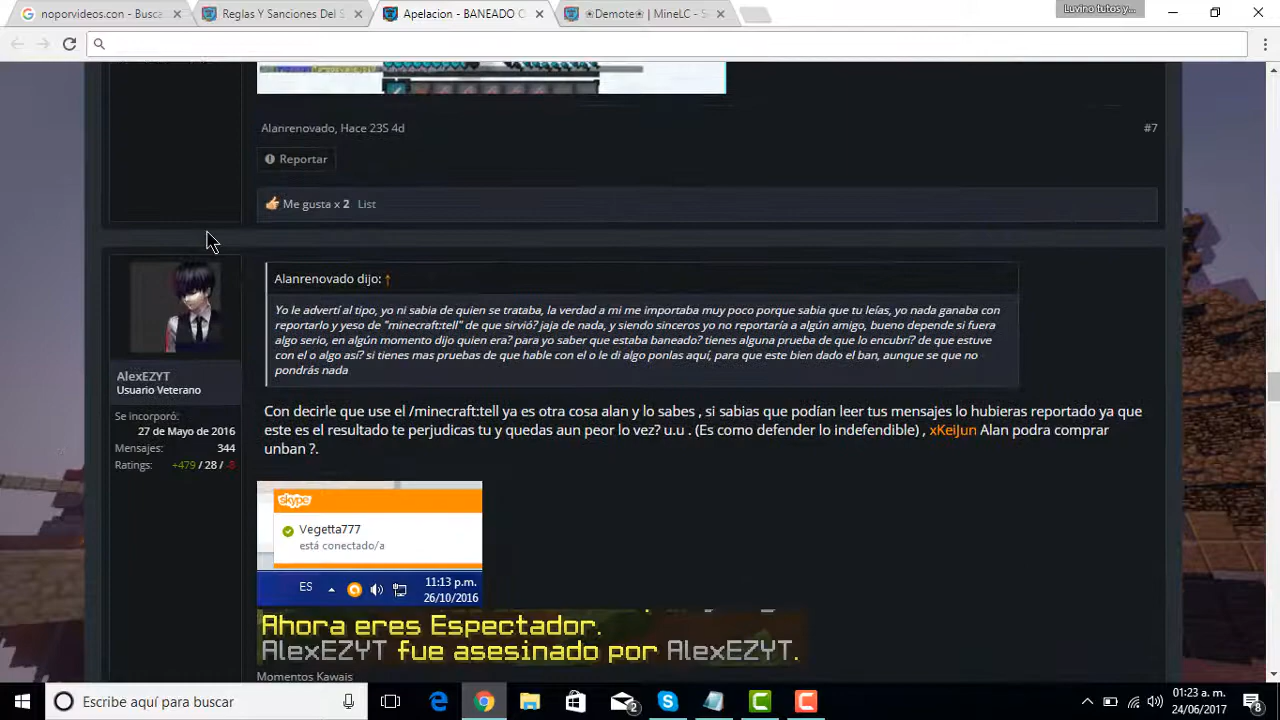 noporvideos.com - Busca
Reglas Y Sanciones Del S
Apelacion - BANEADO C
☀Demote☀ | MineLC - S
Luvino tutos y...
Alanrenovado, Hace 23S 4d
#7
Reportar
Me gusta x 2 List
Alanrenovado dijo: ↑
Yo le advertí al tipo, yo ni sabia de quien se trataba, la verdad a mi me importaba muy poco porque sabia que tu leías, yo nada ganaba con
reportarlo y yeso de "minecraft:tell" de que sirvió? jaja de nada, y siendo sinceros yo no reportaría a algún amigo, bueno depende si fuera
algo serio, en algún momento dijo quien era? para yo saber que estaba baneado? tienes alguna prueba de que lo encubrí? de que estuve
con el o algo así? si tienes mas pruebas de que hable con el o le di algo ponlas aquí, para que este bien dado el ban, aunque se que no
pondrás nada
AlexEZYT
Usuario Veterano
Se incorporó:
27 de Mayo de 2016
Mensajes: 344
Ratings: +479 / 28 / -8
Con decirle que use el /minecraft:tell ya es otra cosa alan y lo sabes , si sabias que podían leer tus mensajes lo hubieras reportado ya que
este es el resultado te perjudicas tu y quedas aun peor lo vez? u.u . (Es como defender lo indefendible) , xKeiJun Alan podra comprar
unban ?.
skype
Vegetta777
está conectado/a
ES
11:13 p.m.
26/10/2016
Ahora eres Espectador.
AlexEZYT fue asesinado por AlexEZYT.
Momentos Kawais
Escribe aquí para buscar
2
01:23 a. m.
24/06/2017
8